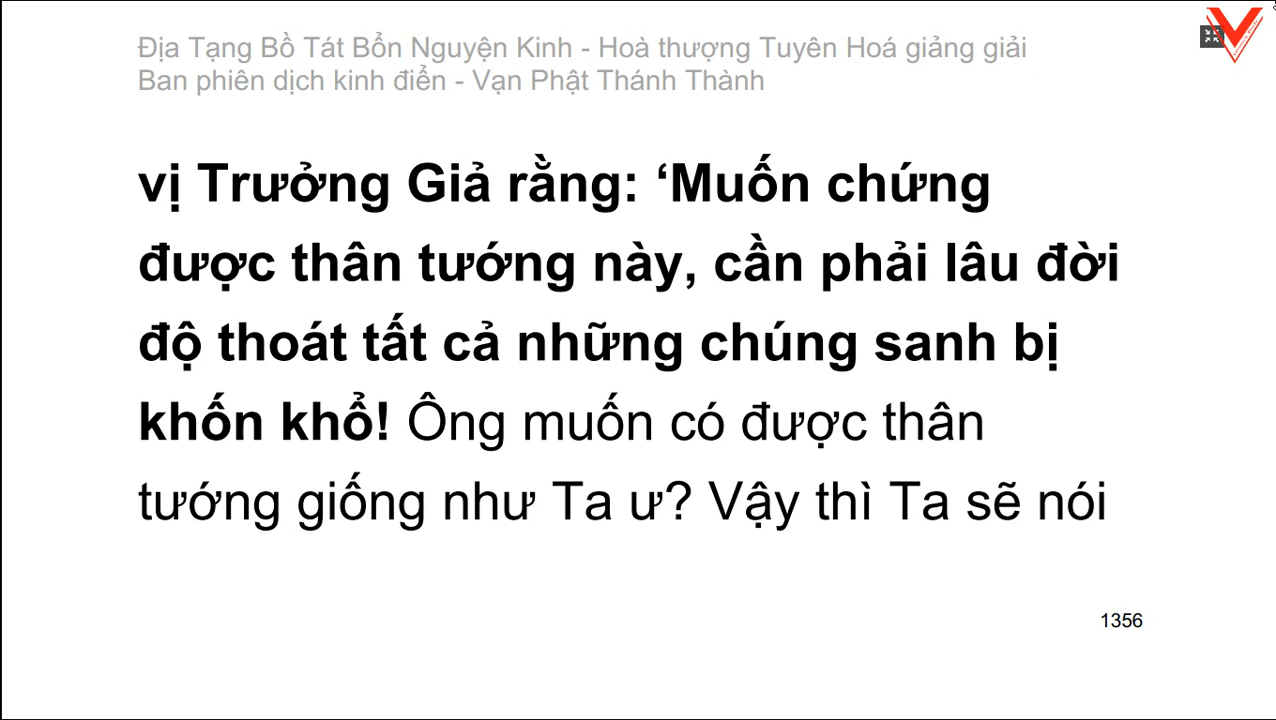 Địa Tạng Bồ Tát Bổn Nguyện Kinh - Hoà thượng Tuyên Hoá giảng giải
Ban phiên dịch kinh điển - Vạn Phật Thánh Thành
vị Trưởng Giả rằng: ‘Muốn chứng
được thân tướng này, cần phải lâu đời
độ thoát tất cả những chúng sanh bị
khốn khổ! Ông muốn có được thân
tướng giống như Ta ư? Vậy thì Ta sẽ nói
1356